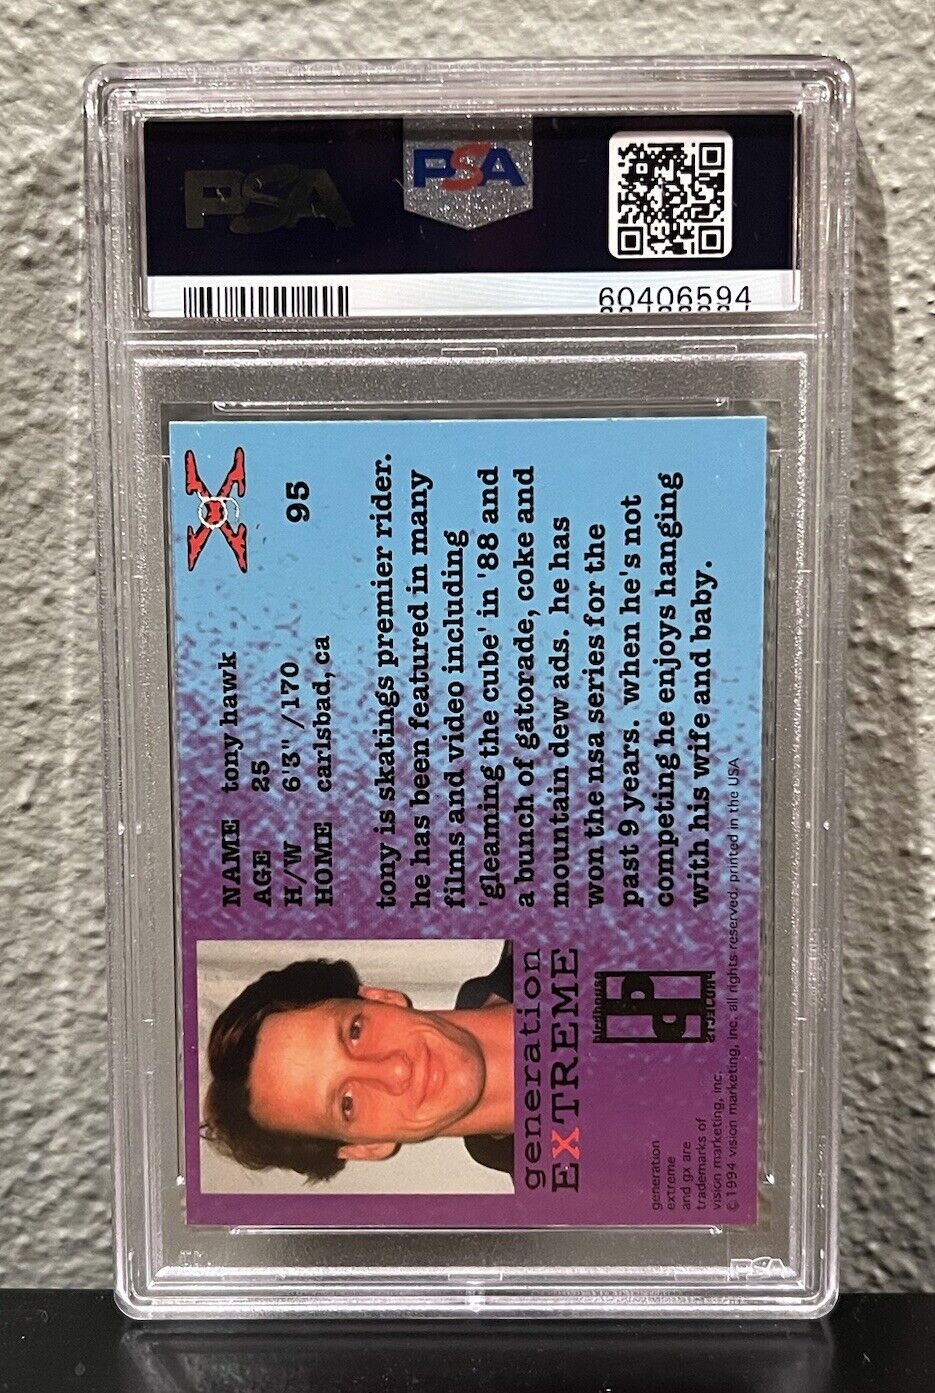 PSA
PSA
60406594
95
NAME tony hawk
AGE 25
H/W 6'3"/170
HOME carlsbad, ca
tony is skatings premier rider.
he has been featured in many
films and video including
'gleaming the cube' in '88 and
a bunch of gatorade, coke and
mountain dew ads. he has
won the nsa series for the
past 9 years. when he's not
competing he enjoys hanging
with his wife and baby.
generation
EXTREME
birdhouse
projects
generation
extreme
and gx are
trademarks of
vision marketing, inc.
© 1994 vision marketing, inc. all rights reserved. printed in the USA
PSA